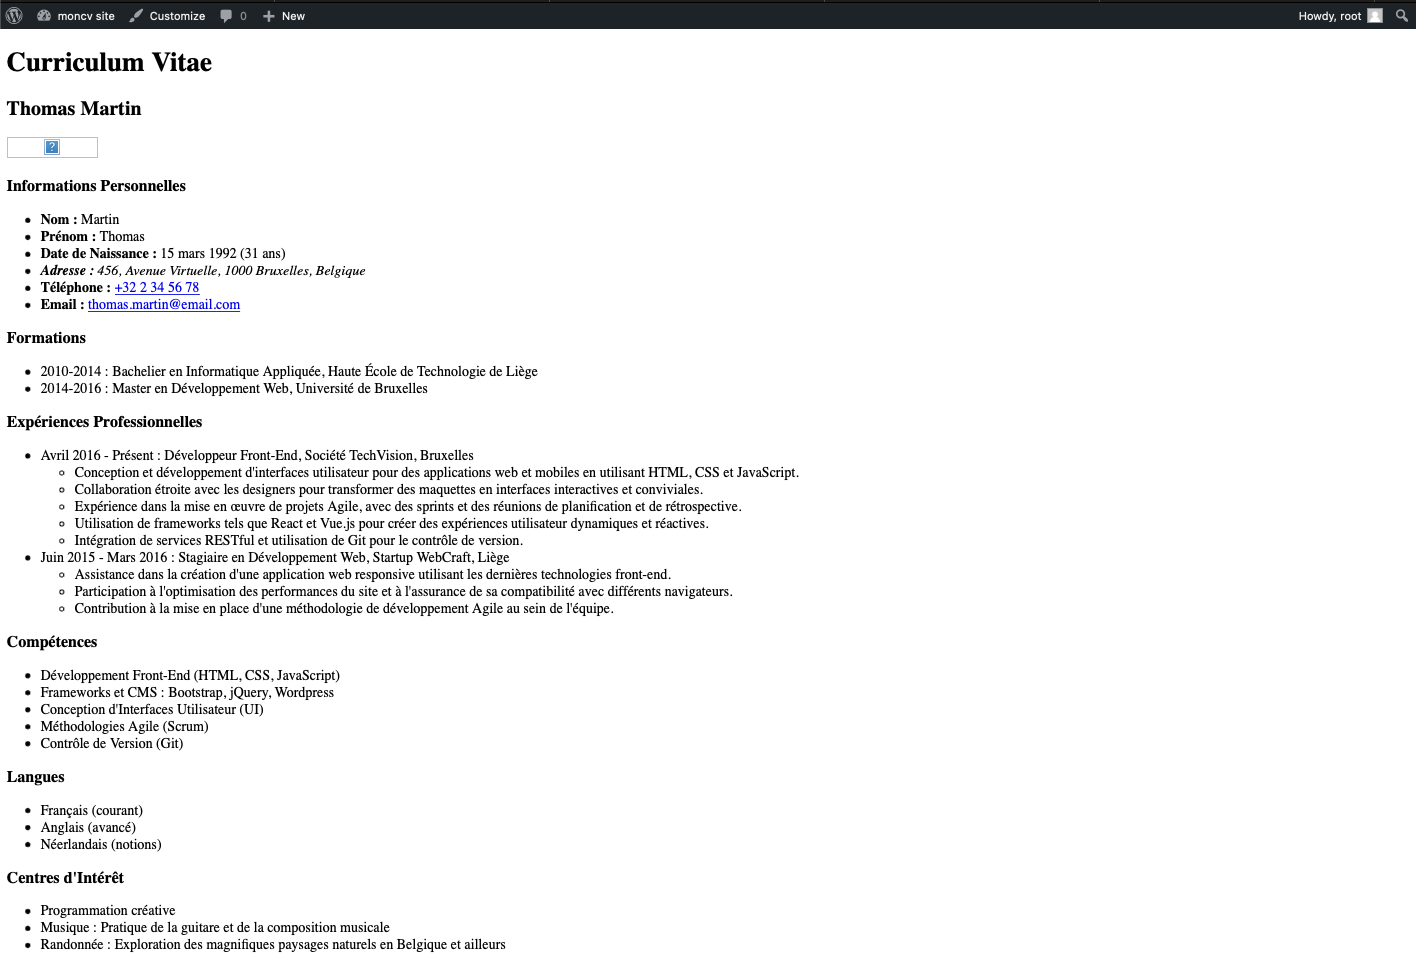 moncv site Customize 0 New Howdy, root
Curriculum Vitae
Thomas Martin
?
Informations Personnelles
Nom : Martin
Prénom : Thomas
Date de Naissance : 15 mars 1992 (31 ans)
Adresse : 456, Avenue Virtuelle, 1000 Bruxelles, Belgique
Téléphone : +32 2 34 56 78
Email : thomas.martin@email.com
Formations
2010-2014 : Bachelier en Informatique Appliquée, Haute École de Technologie de Liège
2014-2016 : Master en Développement Web, Université de Bruxelles
Expériences Professionnelles
Avril 2016 - Présent : Développeur Front-End, Société TechVision, Bruxelles
Conception et développement d'interfaces utilisateur pour des applications web et mobiles en utilisant HTML, CSS et JavaScript.
Collaboration étroite avec les designers pour transformer des maquettes en interfaces interactives et conviviales.
Expérience dans la mise en œuvre de projets Agile, avec des sprints et des réunions de planification et de rétrospective.
Utilisation de frameworks tels que React et Vue.js pour créer des expériences utilisateur dynamiques et réactives.
Intégration de services RESTful et utilisation de Git pour le contrôle de version.
Juin 2015 - Mars 2016 : Stagiaire en Développement Web, Startup WebCraft, Liège
Assistance dans la création d'une application web responsive utilisant les dernières technologies front-end.
Participation à l'optimisation des performances du site et à l'assurance de sa compatibilité avec différents navigateurs.
Contribution à la mise en place d'une méthodologie de développement Agile au sein de l'équipe.
Compétences
Développement Front-End (HTML, CSS, JavaScript)
Frameworks et CMS : Bootstrap, jQuery, Wordpress
Conception d'Interfaces Utilisateur (UI)
Méthodologies Agile (Scrum)
Contrôle de Version (Git)
Langues
Français (courant)
Anglais (avancé)
Néerlandais (notions)
Centres d'Intérêt
Programmation créative
Musique : Pratique de la guitare et de la composition musicale
Randonnée : Exploration des magnifiques paysages naturels en Belgique et ailleurs